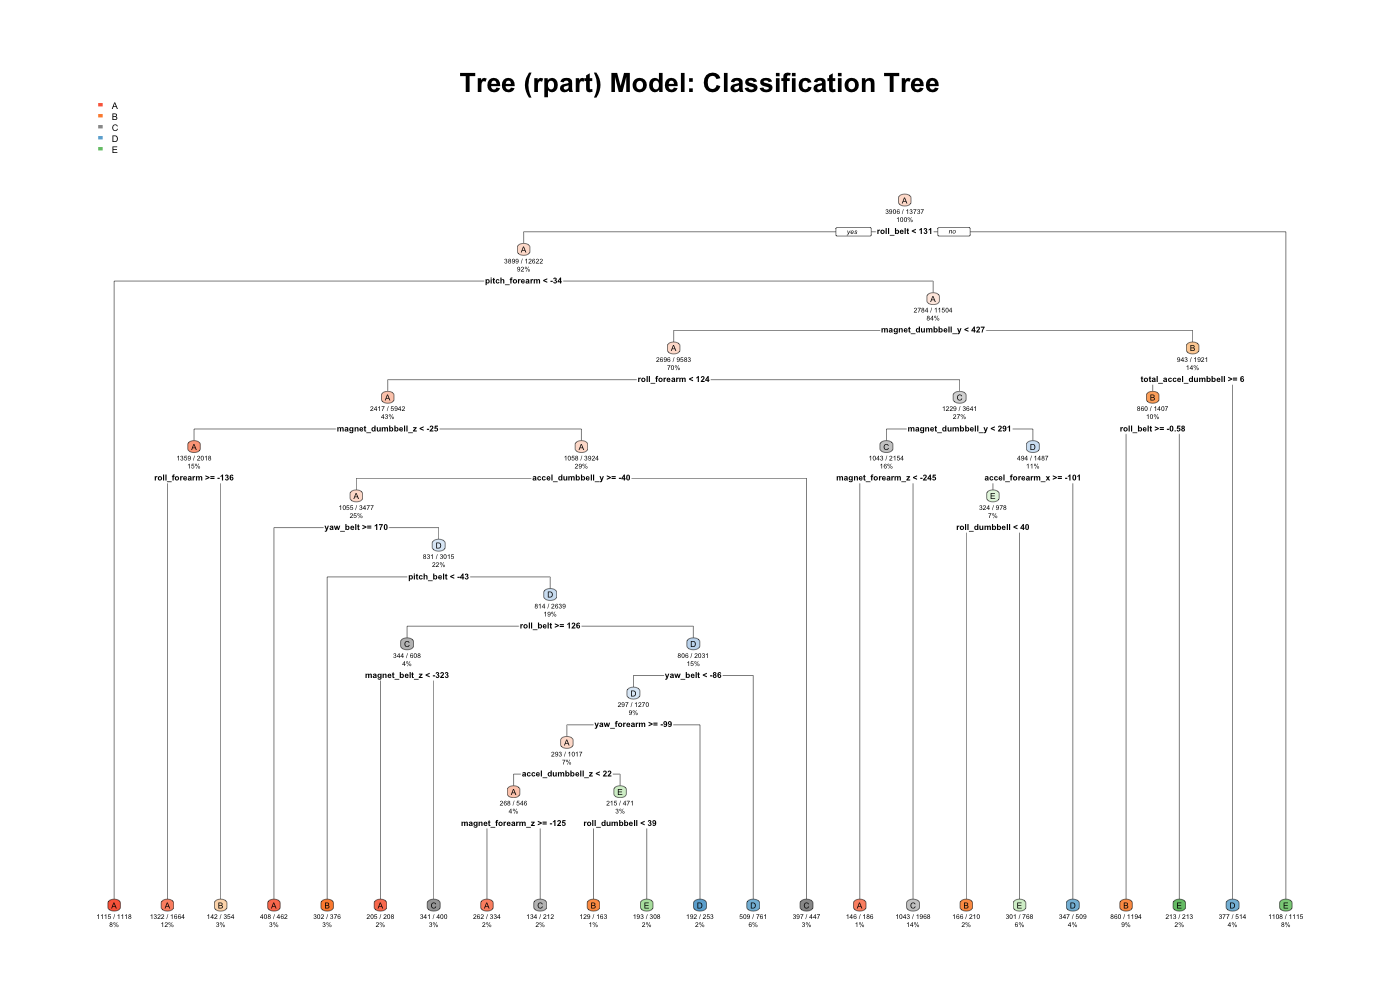 Tree (rpart) Model: Classification Tree
A
B
C
D
E
A
3906 / 13737
100%
yes roll_belt < 131 no
A
3899 / 12622
92%
pitch_forearm < -34
A
2784 / 11504
84%
magnet_dumbbell_y < 427
A B
2696 / 9583 943 / 1921
70% 14%
roll_forearm < 124 total_accel_dumbbell >= 6
A C B
2417 / 5942 1229 / 3641 860 / 1407
43% 27% 10%
magnet_dumbbell_z < -25 magnet_dumbbell_y < 291 roll_belt >= -0.58
A A C D
1359 / 2018 1058 / 3924 1043 / 2154 494 / 1487
15% 29% 16% 11%
roll_forearm >= -136 accel_dumbbell_y >= -40 magnet_forearm_z < -245 accel_forearm_x >= -101
A E
1055 / 3477 324 / 978
25% 7%
yaw_belt >= 170 roll_dumbbell < 40
D
831 / 3015
22%
pitch_belt < -43
D
814 / 2639
19%
roll_belt >= 126
C D
344 / 608 806 / 2031
4% 15%
magnet_belt_z < -323 yaw_belt < -86
D
297 / 1270
9%
yaw_forearm >= -99
A
293 / 1017
7%
accel_dumbbell_z < 22
A E
268 / 546 215 / 471
4% 3%
magnet_forearm_z >= -125 roll_dumbbell < 39
A A B A B A C A C B E D D C A C B E D B E D E
1115 / 1118 1322 / 1664 142 / 354 408 / 462 302 / 376 205 / 208 341 / 400 262 / 334 134 / 212 129 / 163 193 / 308 192 / 253 509 / 761 397 / 447 146 / 186 1043 / 1968 166 / 210 301 / 768 347 / 509 860 / 1194 213 / 213 377 / 514 1108 / 1115
8% 12% 3% 3% 3% 2% 3% 2% 2% 1% 2% 2% 6% 3% 1% 14% 2% 6% 4% 9% 2% 4% 8%